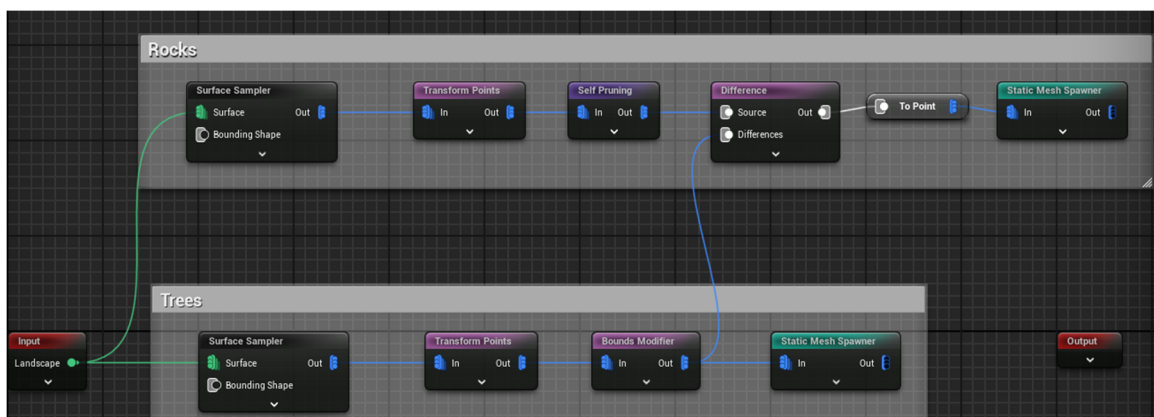 Rocks
Surface Sampler
Surface Out
Bounding Shape
Transform Points
In Out
Self Pruning
In Out
Difference
Source Out
Differences
To Point
Static Mesh Spawner
In Out
Trees
Input
Landscape
Surface Sampler
Surface Out
Bounding Shape
Transform Points
In Out
Bounds Modifier
In Out
Static Mesh Spawner
In Out
Output